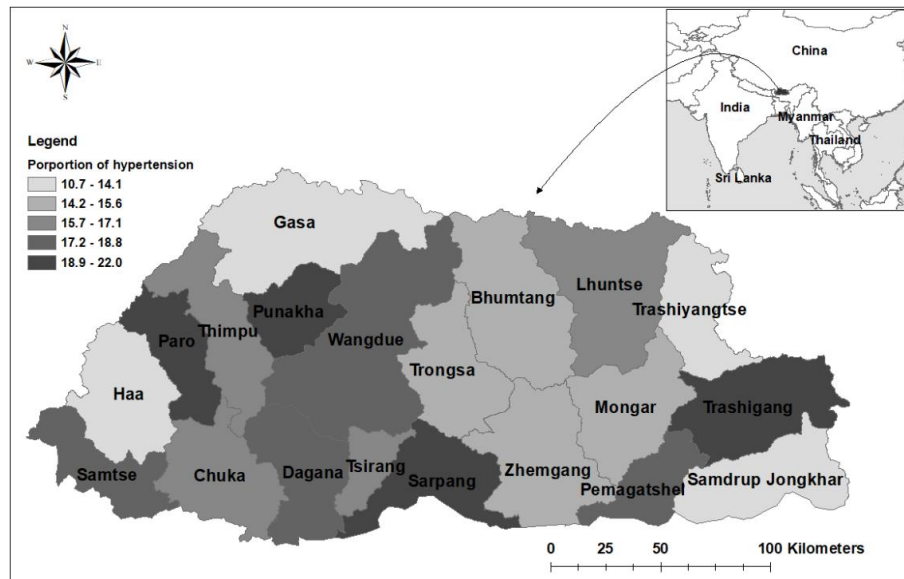 N
W E
S
Legend
Porportion of hypertension
10.7 - 14.1
14.2 - 15.6
15.7 - 17.1
17.2 - 18.8
18.9 - 22.0
China
India
Myanmar
Thailand
Sri Lanka
Gasa
Punakha
Thimpu
Paro
Wangdue
Bhumtang
Lhuntse
Trashiyangtse
Trongsa
Haa
Mongar
Trashigang
Samtse
Chuka
Dagana
Tsirang
Sarpang
Zhemgang
Pemagatshel
Samdrup Jongkhar
0 25 50 100 Kilometers